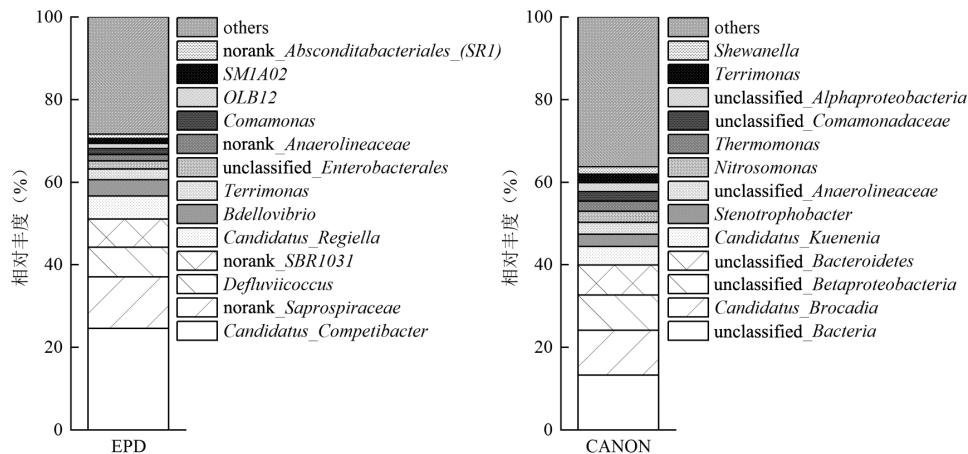 100
80
60
40
20
0
相对丰度（%）
EPD
others
norank_Absconditabacteriales_(SR1)
SM1A02
OLB12
Comamonas
norank_Anaerolineaceae
unclassified_Enterobacterales
Terrimonas
Bdellovibrio
Candidatus_Regiella
norank_SBR1031
Defluviicoccus
norank_Saprospiraceae
Candidatus_Competibacter
100
80
60
40
20
0
相对丰度（%）
CANON
others
Shewanella
Terrimonas
unclassified_Alphaproteobacteria
unclassified_Comamonadaceae
Thermomonas
Nitrosomonas
unclassified_Anaerolineaceae
Stenotrophobacter
Candidatus_Kuenenia
unclassified_Bacteroidetes
unclassified_Betaproteobacteria
Candidatus_Brocadia
unclassified_Bacteria